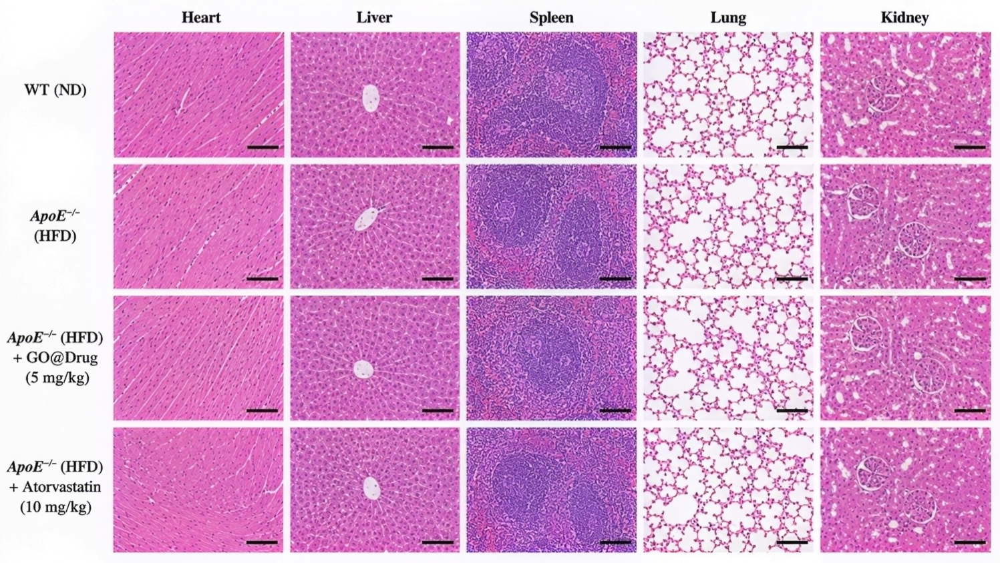 Heart Liver Spleen Lung Kidney
WT (ND)
ApoE⁻/⁻
(HFD)
ApoE⁻/⁻ (HFD)
+ GO@Drug
(5 mg/kg)
ApoE⁻/⁻ (HFD)
+ Atorvastatin
(10 mg/kg)